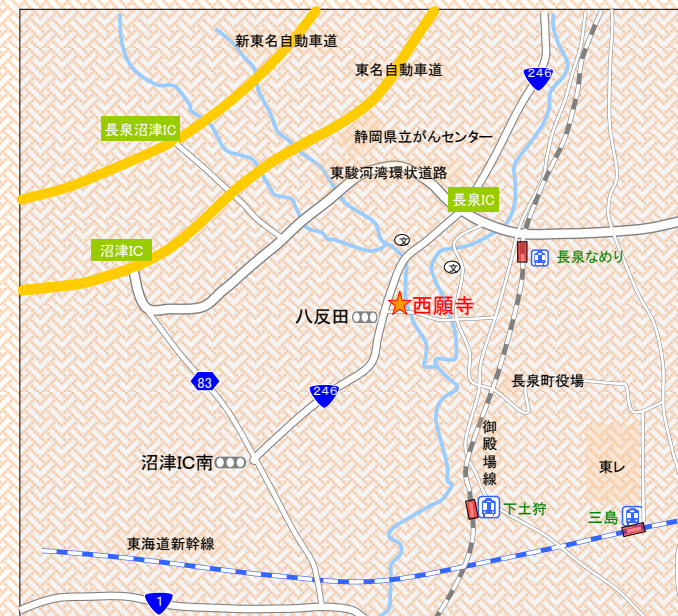 新東名自動車道
東名自動車道
246
長泉沼津IC
静岡県立がんセンター
東駿河湾環状道路
長泉IC
文
沼津IC
長泉なめり
文
西願寺
八反田
83
246
長泉町役場
御殿場線
沼津IC南
東レ
下土狩
三島
東海道新幹線
1